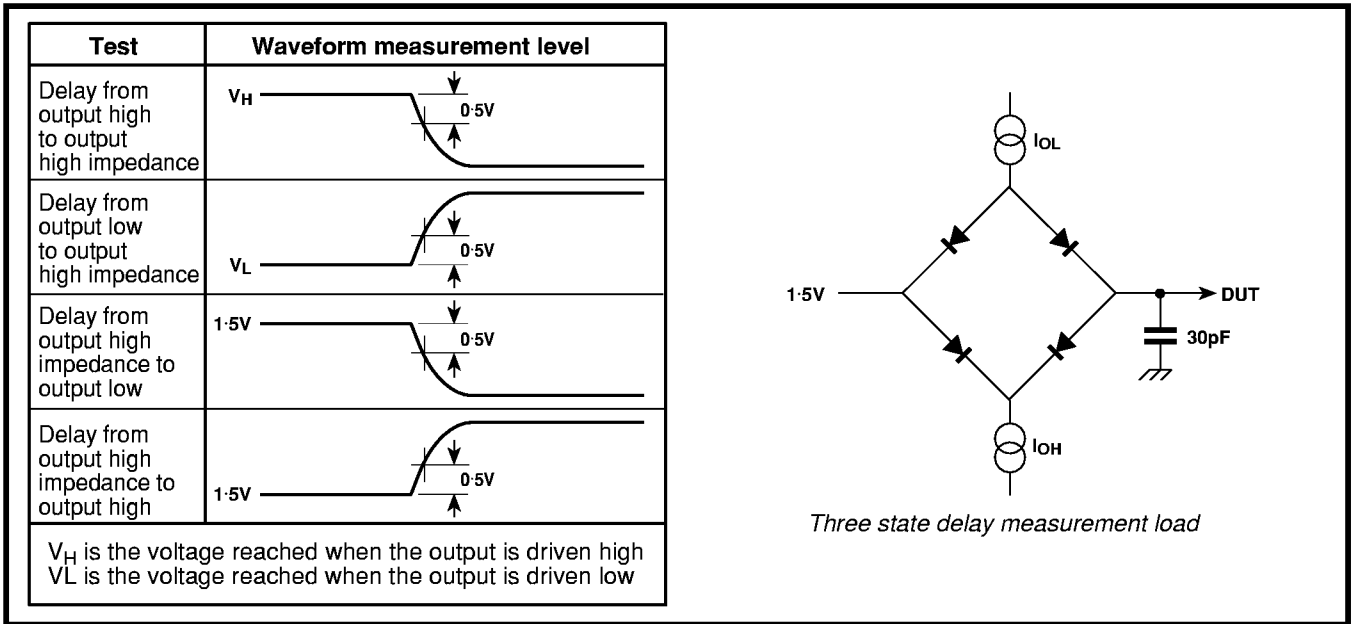 Test
Waveform measurement level
Delay from
output high
to output
high impedance
VH
0·5V
Delay from
output low
to output
high impedance
VL
0·5V
Delay from
output high
impedance to
output low
1·5V
0·5V
Delay from
output high
impedance to
output high
1·5V
0·5V
VH is the voltage reached when the output is driven high
VL is the voltage reached when the output is driven low
IOL
1·5V
DUT
30pF
IOH
Three state delay measurement load